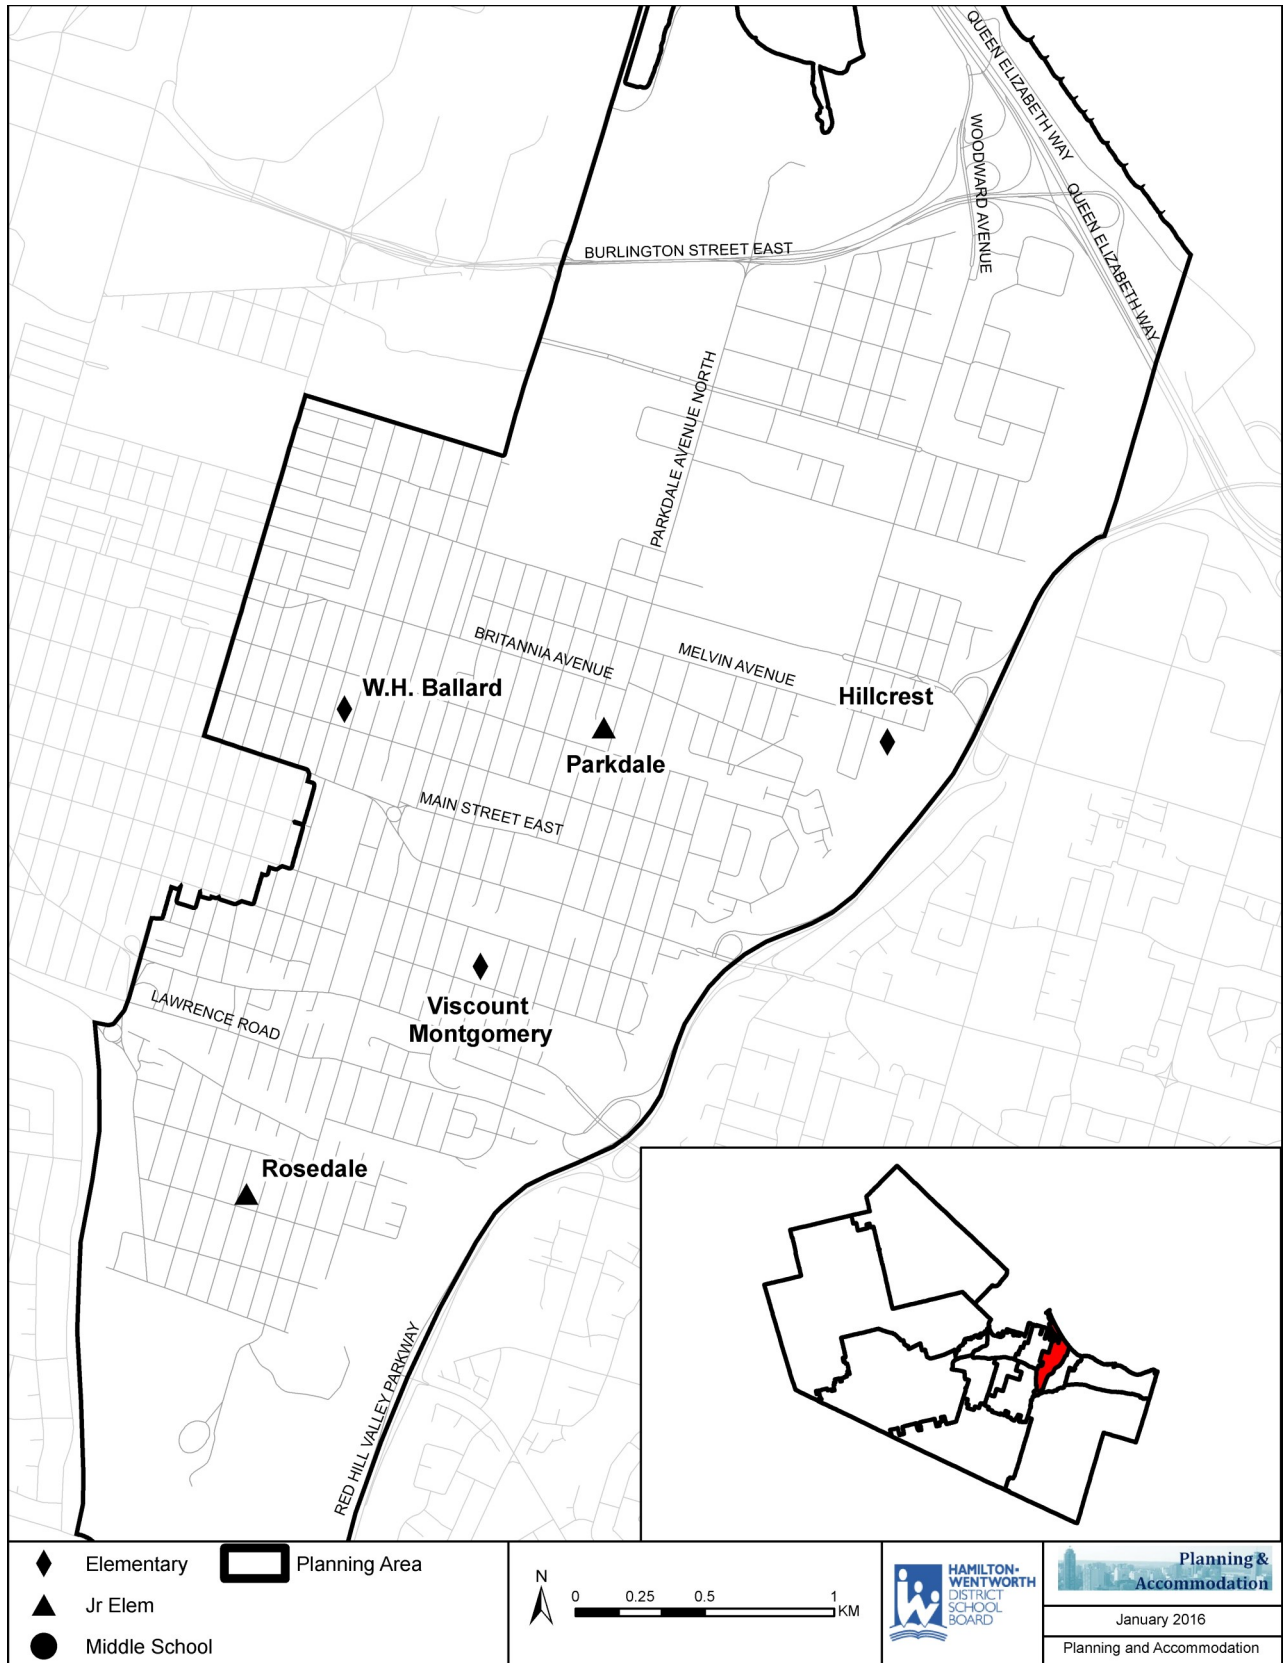 QUEEN ELIZABETH WAY
WOODWARD AVENUE
QUEEN ELIZABETH WAY
BURLINGTON STREET EAST
PARKDALE AVENUE NORTH
BRITANNIA AVENUE
MELVIN AVENUE
W.H. Ballard
Hillcrest
Parkdale
MAIN STREET EAST
Viscount
Montgomery
LAWRENCE ROAD
Rosedale
RED HILL VALLEY PARKWAY
Elementary
Planning Area
Jr Elem
Middle School
N
0 0.25 0.5 1
KM
HAMILTON-
WENTWORTH
DISTRICT
SCHOOL
BOARD
Planning &
Accommodation
January 2016
Planning and Accommodation